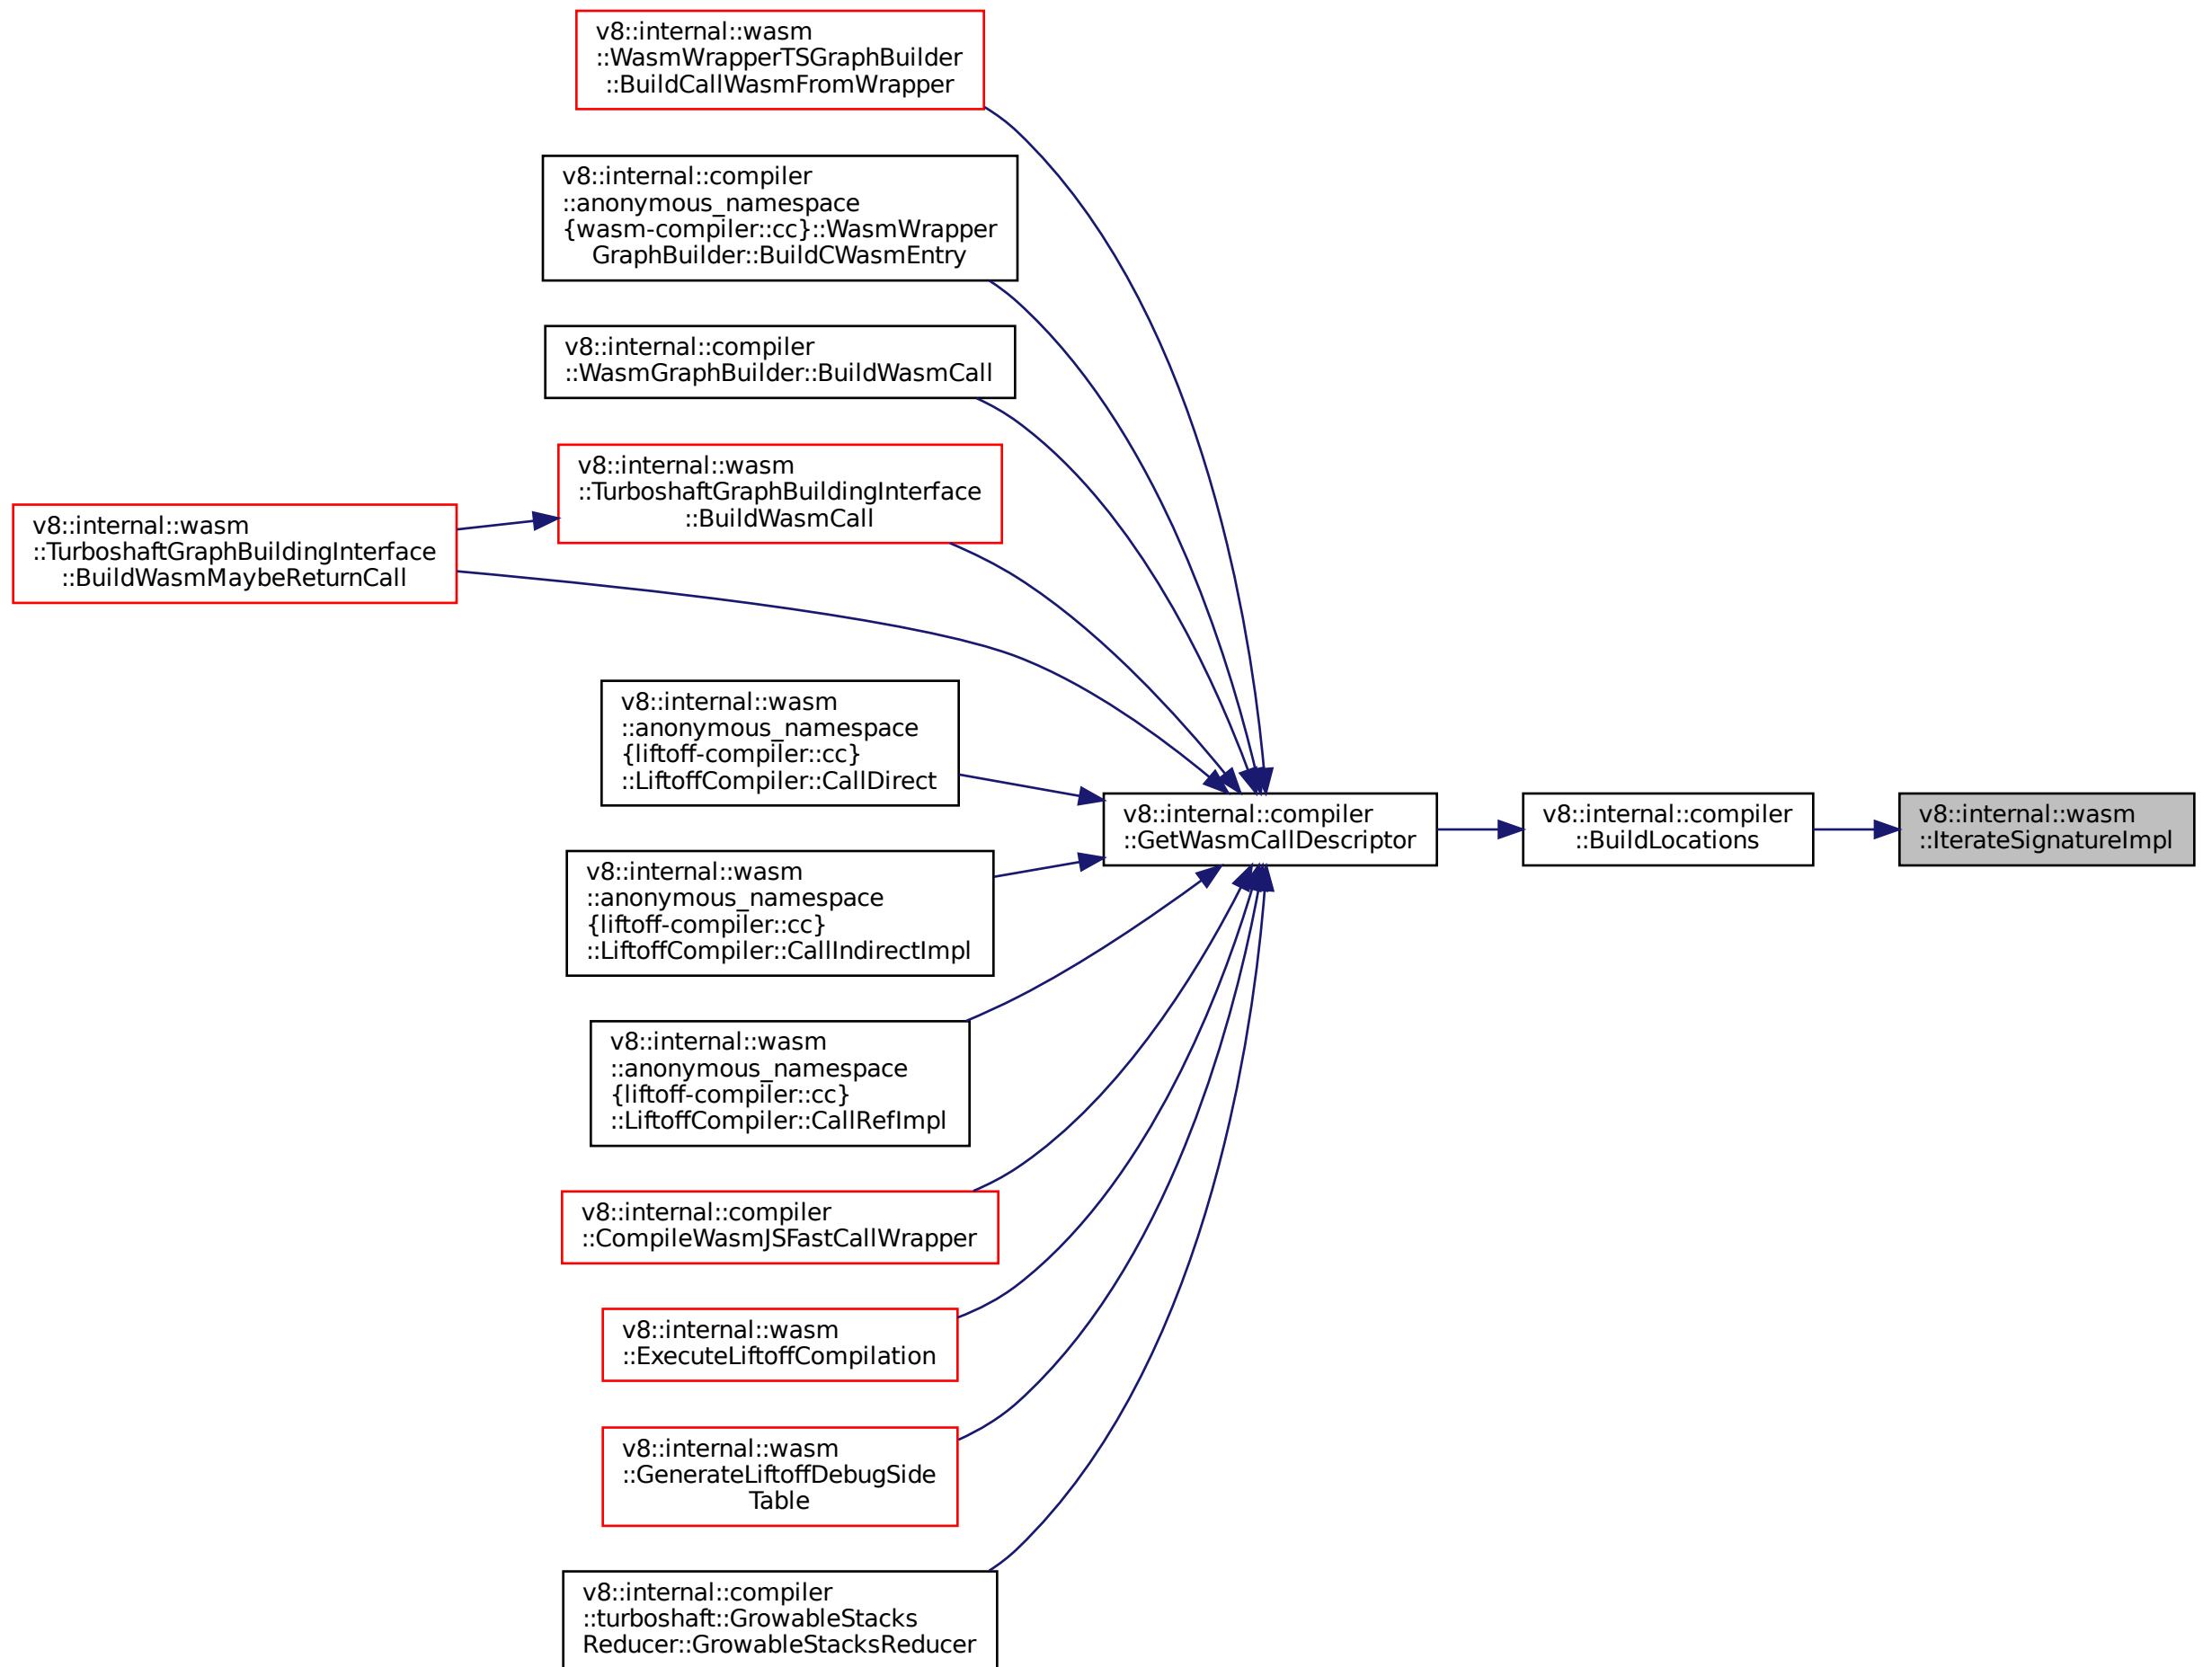 v8::internal::wasm
::WasmWrapperTSGraphBuilder
::BuildCallWasmFromWrapper
v8::internal::compiler
::anonymous_namespace
{wasm-compiler::cc}::WasmWrapper
GraphBuilder::BuildCWasmEntry
v8::internal::compiler
::WasmGraphBuilder::BuildWasmCall
v8::internal::wasm
::TurboshaftGraphBuildingInterface
::BuildWasmCall
v8::internal::wasm
::TurboshaftGraphBuildingInterface
::BuildWasmMaybeReturnCall
v8::internal::wasm
::anonymous_namespace
{liftoff-compiler::cc}
::LiftoffCompiler::CallDirect
v8::internal::compiler
::GetWasmCallDescriptor
v8::internal::compiler
::BuildLocations
v8::internal::wasm
::IterateSignatureImpl
v8::internal::wasm
::anonymous_namespace
{liftoff-compiler::cc}
::LiftoffCompiler::CallIndirectImpl
v8::internal::wasm
::anonymous_namespace
{liftoff-compiler::cc}
::LiftoffCompiler::CallRefImpl
v8::internal::compiler
::CompileWasmJSFastCallWrapper
v8::internal::wasm
::ExecuteLiftoffCompilation
v8::internal::wasm
::GenerateLiftoffDebugSide
Table
v8::internal::compiler
::turboshaft::GrowableStacks
Reducer::GrowableStacksReducer